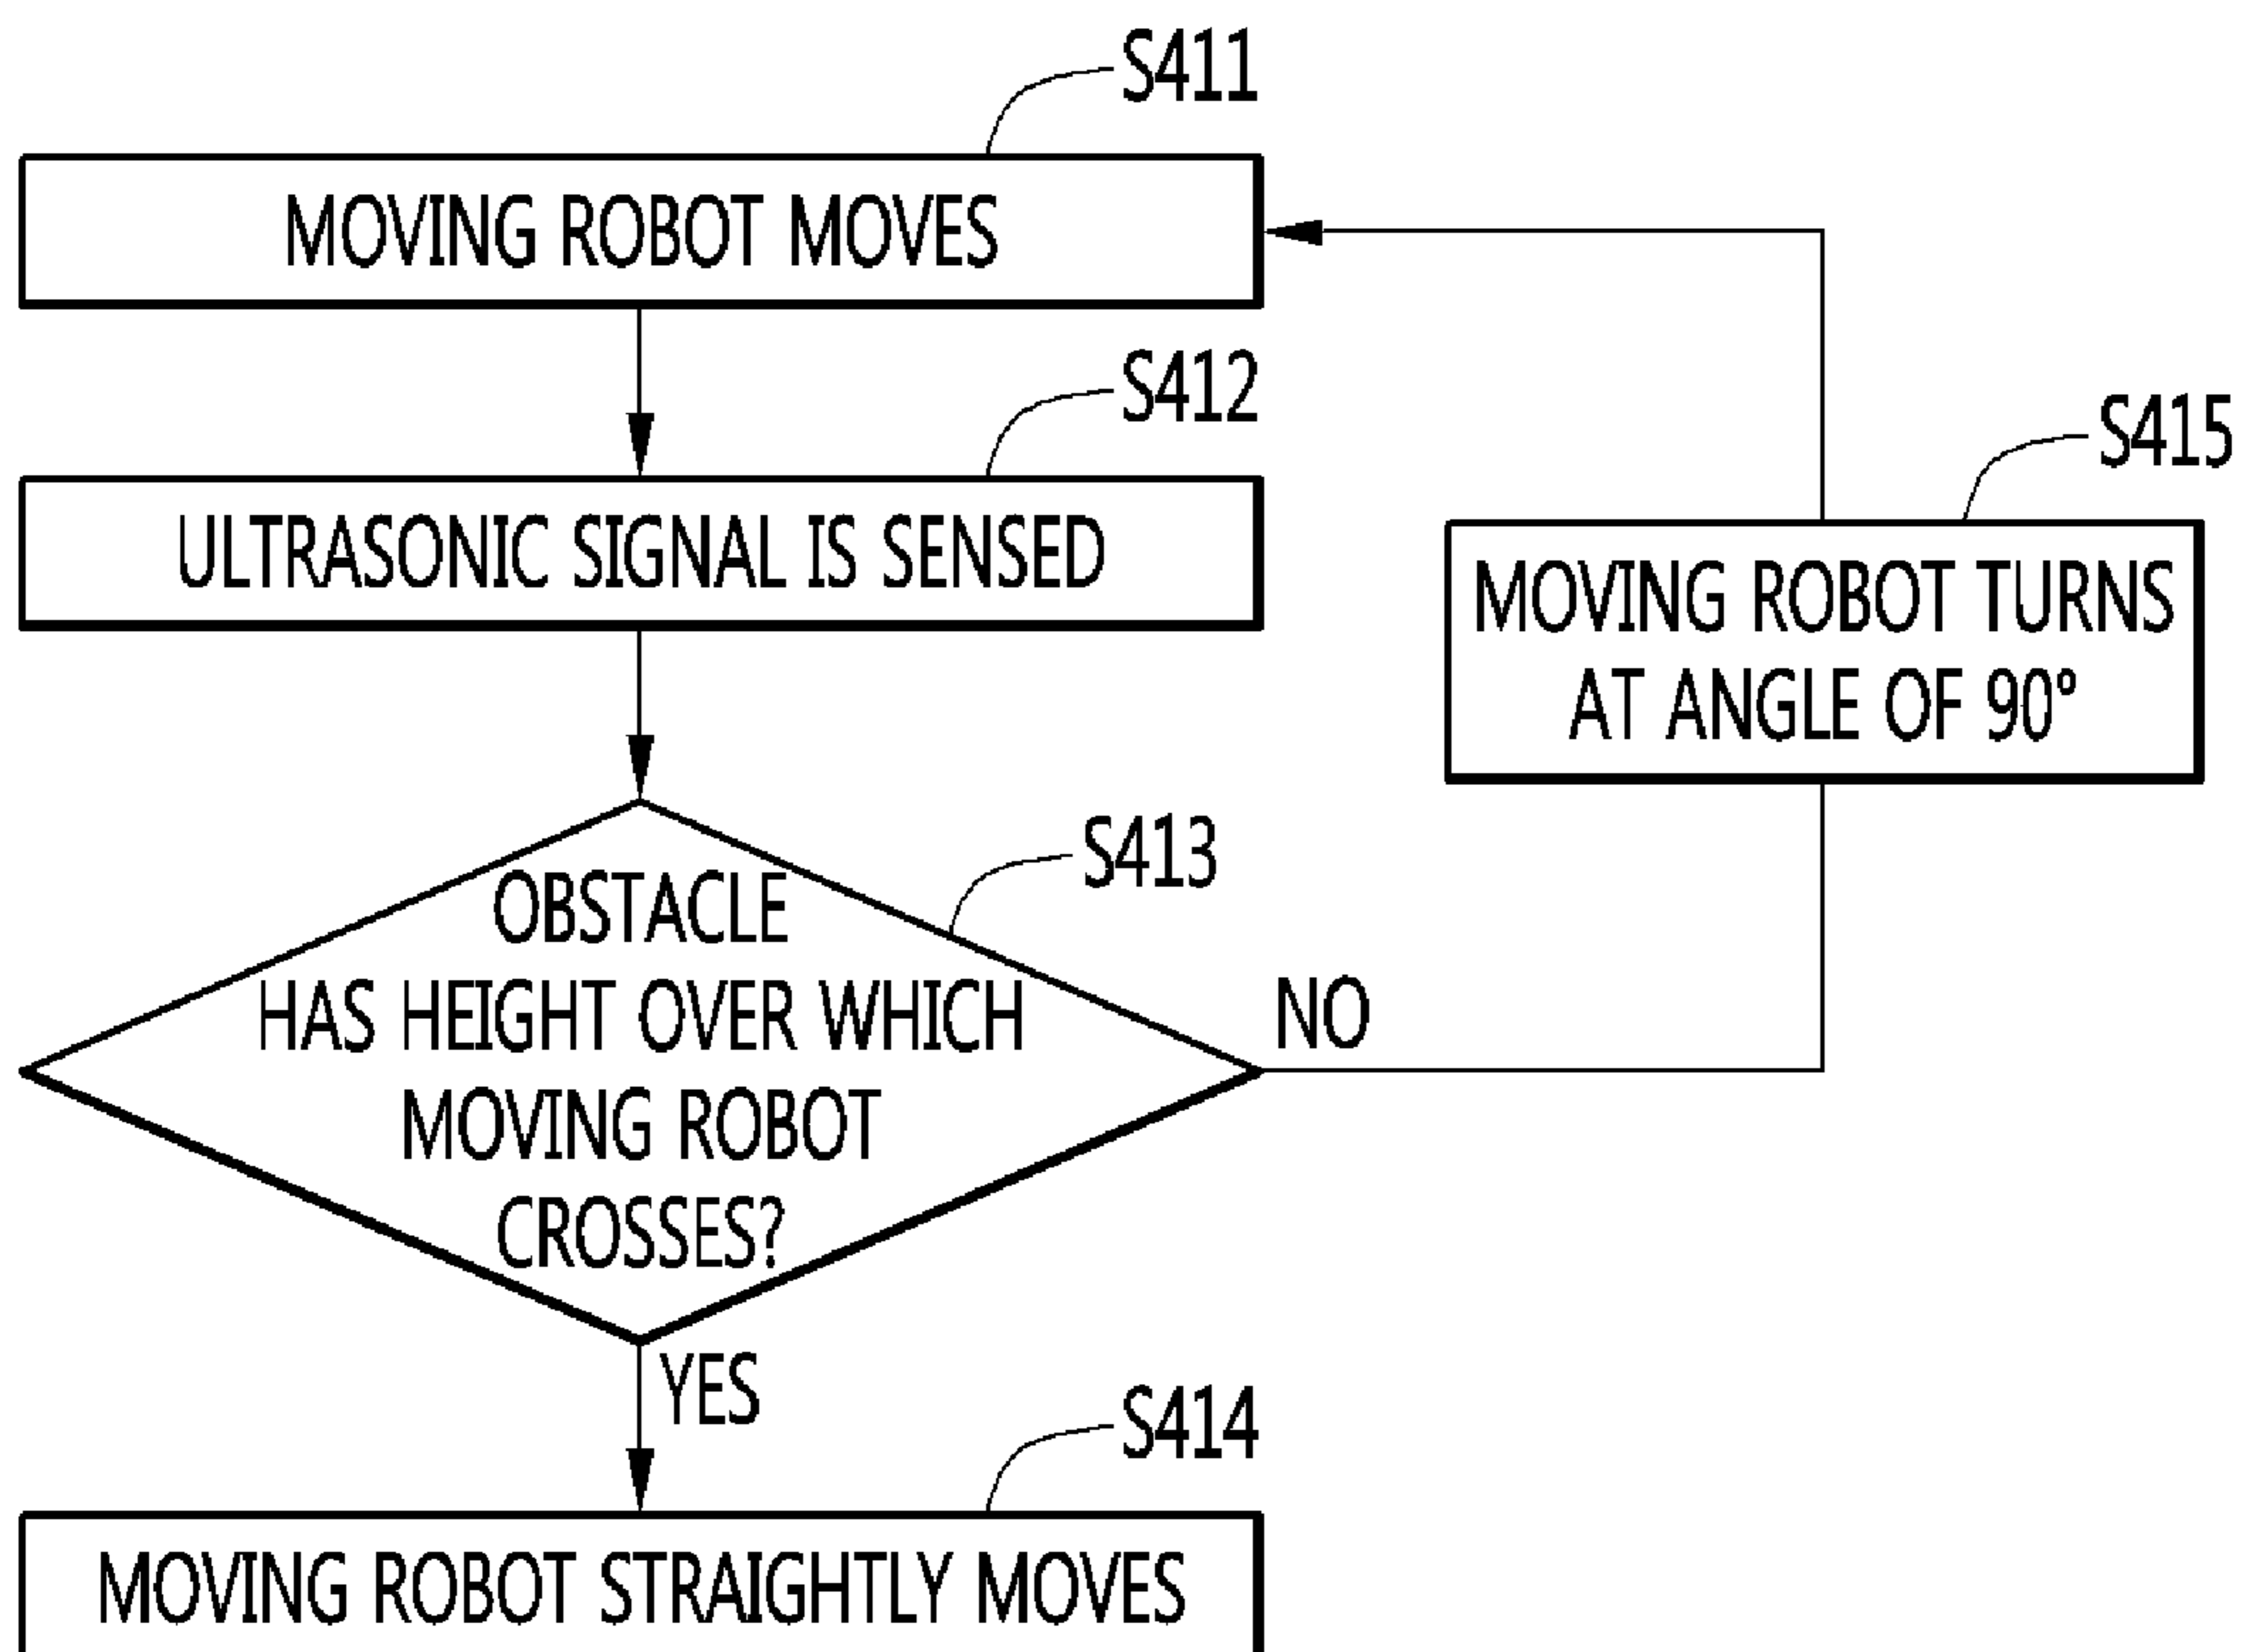 S411
MOVING ROBOT MOVES
S412
ULTRASONIC SIGNAL IS SENSED
S415
MOVING ROBOT TURNS
AT ANGLE OF 90°
S413
OBSTACLE
HAS HEIGHT OVER WHICH
MOVING ROBOT
CROSSES?
NO
YES
S414
MOVING ROBOT STRAIGHTLY MOVES